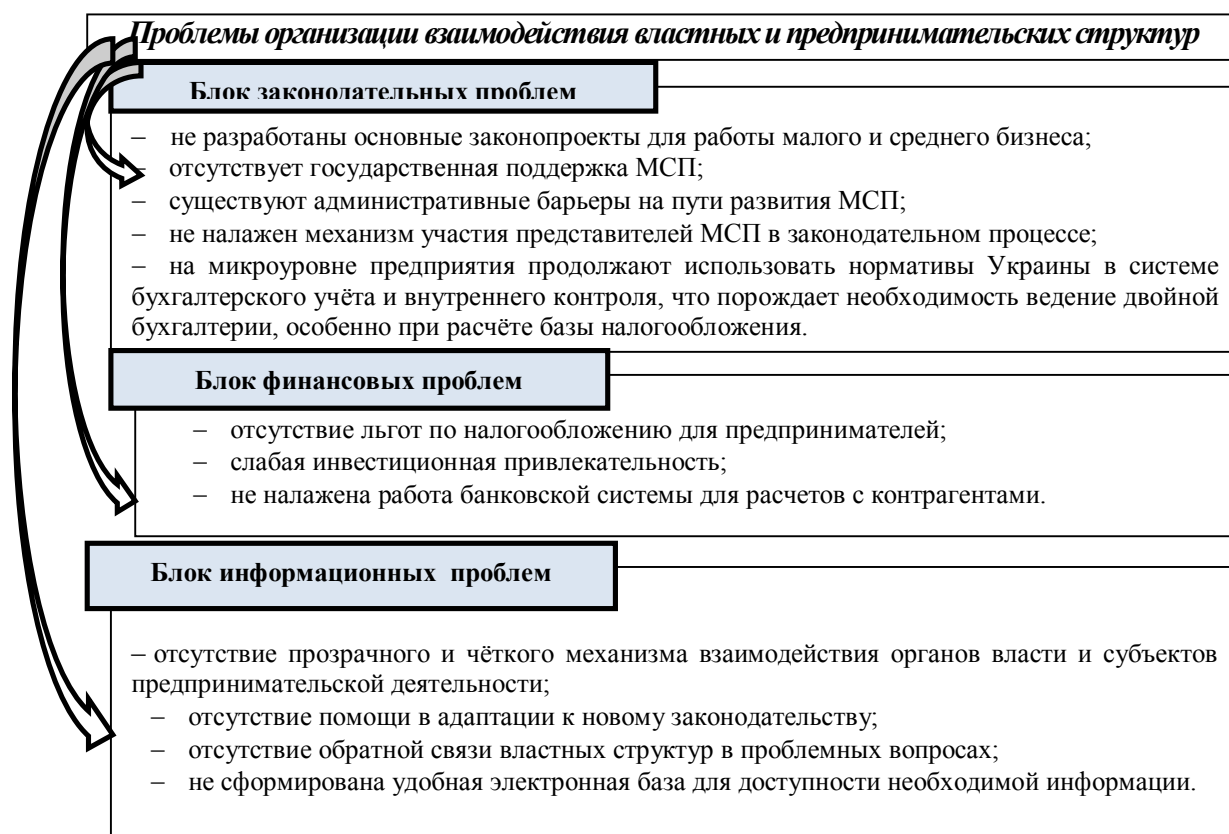 Проблемы организации взаимодействия властных и предпринимательских структур
Блок законодательных проблем
– не разработаны основные законопроекты для работы малого и среднего бизнеса;
– отсутствует государственная поддержка МСП;
– существуют административные барьеры на пути развития МСП;
– не налажен механизм участия представителей МСП в законодательном процессе;
– на микроуровне предприятия продолжают использовать нормативы Украины в системе
бухгалтерского учёта и внутреннего контроля, что порождает необходимость ведение двойной
бухгалтерии, особенно при расчёте базы налогообложения.
Блок финансовых проблем
– отсутствие льгот по налогообложению для предпринимателей;
– слабая инвестиционная привлекательность;
– не налажена работа банковской системы для расчетов с контрагентами.
Блок информационных проблем
– отсутствие прозрачного и чёткого механизма взаимодействия органов власти и субъектов
предпринимательской деятельности;
– отсутствие помощи в адаптации к новому законодательству;
– отсутствие обратной связи властных структур в проблемных вопросах;
– не сформирована удобная электронная база для доступности необходимой информации.